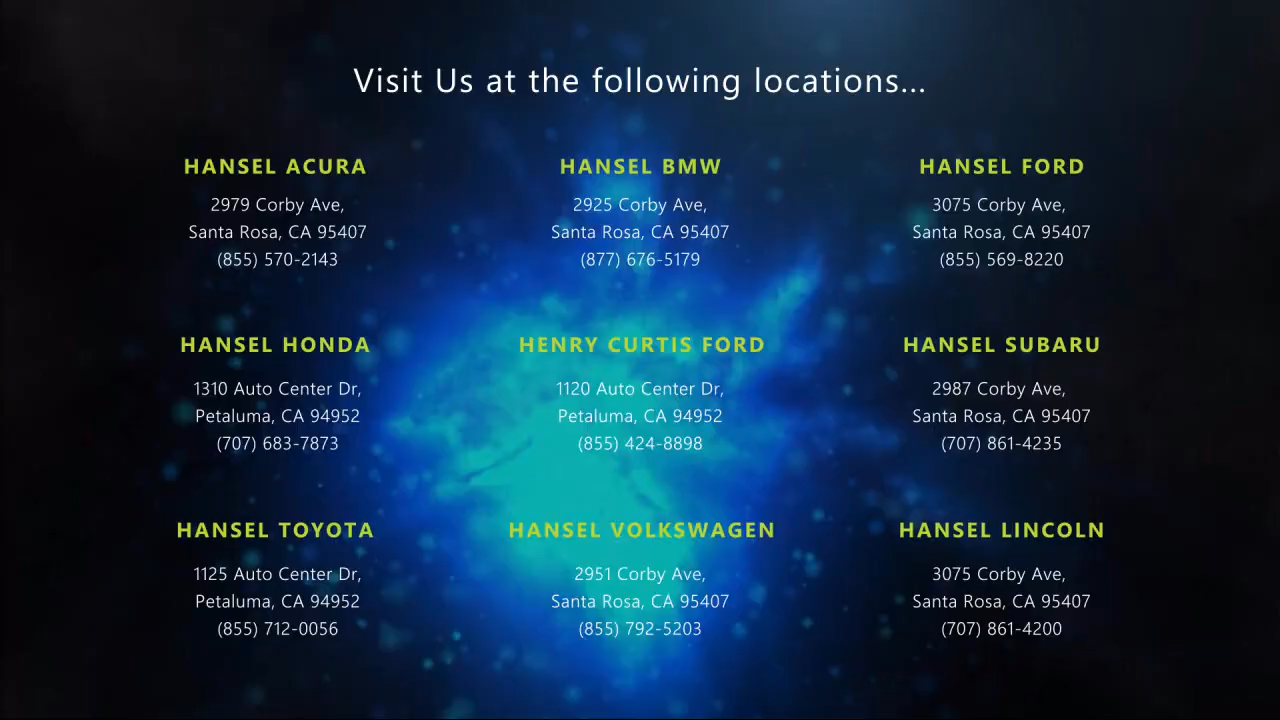 Visit Us at the following locations...
HANSEL ACURA
2979 Corby Ave,
Santa Rosa, CA 95407
(855) 570-2143
HANSEL BMW
2925 Corby Ave,
Santa Rosa, CA 95407
(877) 676-5179
HANSEL FORD
3075 Corby Ave,
Santa Rosa, CA 95407
(855) 569-8220
HANSEL HONDA
1310 Auto Center Dr,
Petaluma, CA 94952
(707) 683-7873
HENRY CURTIS FORD
1120 Auto Center Dr,
Petaluma, CA 94952
(855) 424-8898
HANSEL SUBARU
2987 Corby Ave,
Santa Rosa, CA 95407
(707) 861-4235
HANSEL TOYOTA
1125 Auto Center Dr,
Petaluma, CA 94952
(855) 712-0056
HANSEL VOLKSWAGEN
2951 Corby Ave,
Santa Rosa, CA 95407
(855) 792-5203
HANSEL LINCOLN
3075 Corby Ave,
Santa Rosa, CA 95407
(707) 861-4200